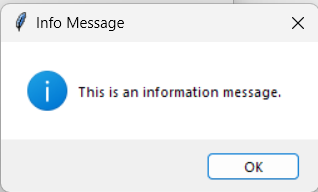 Info Message
This is an information message.
OK